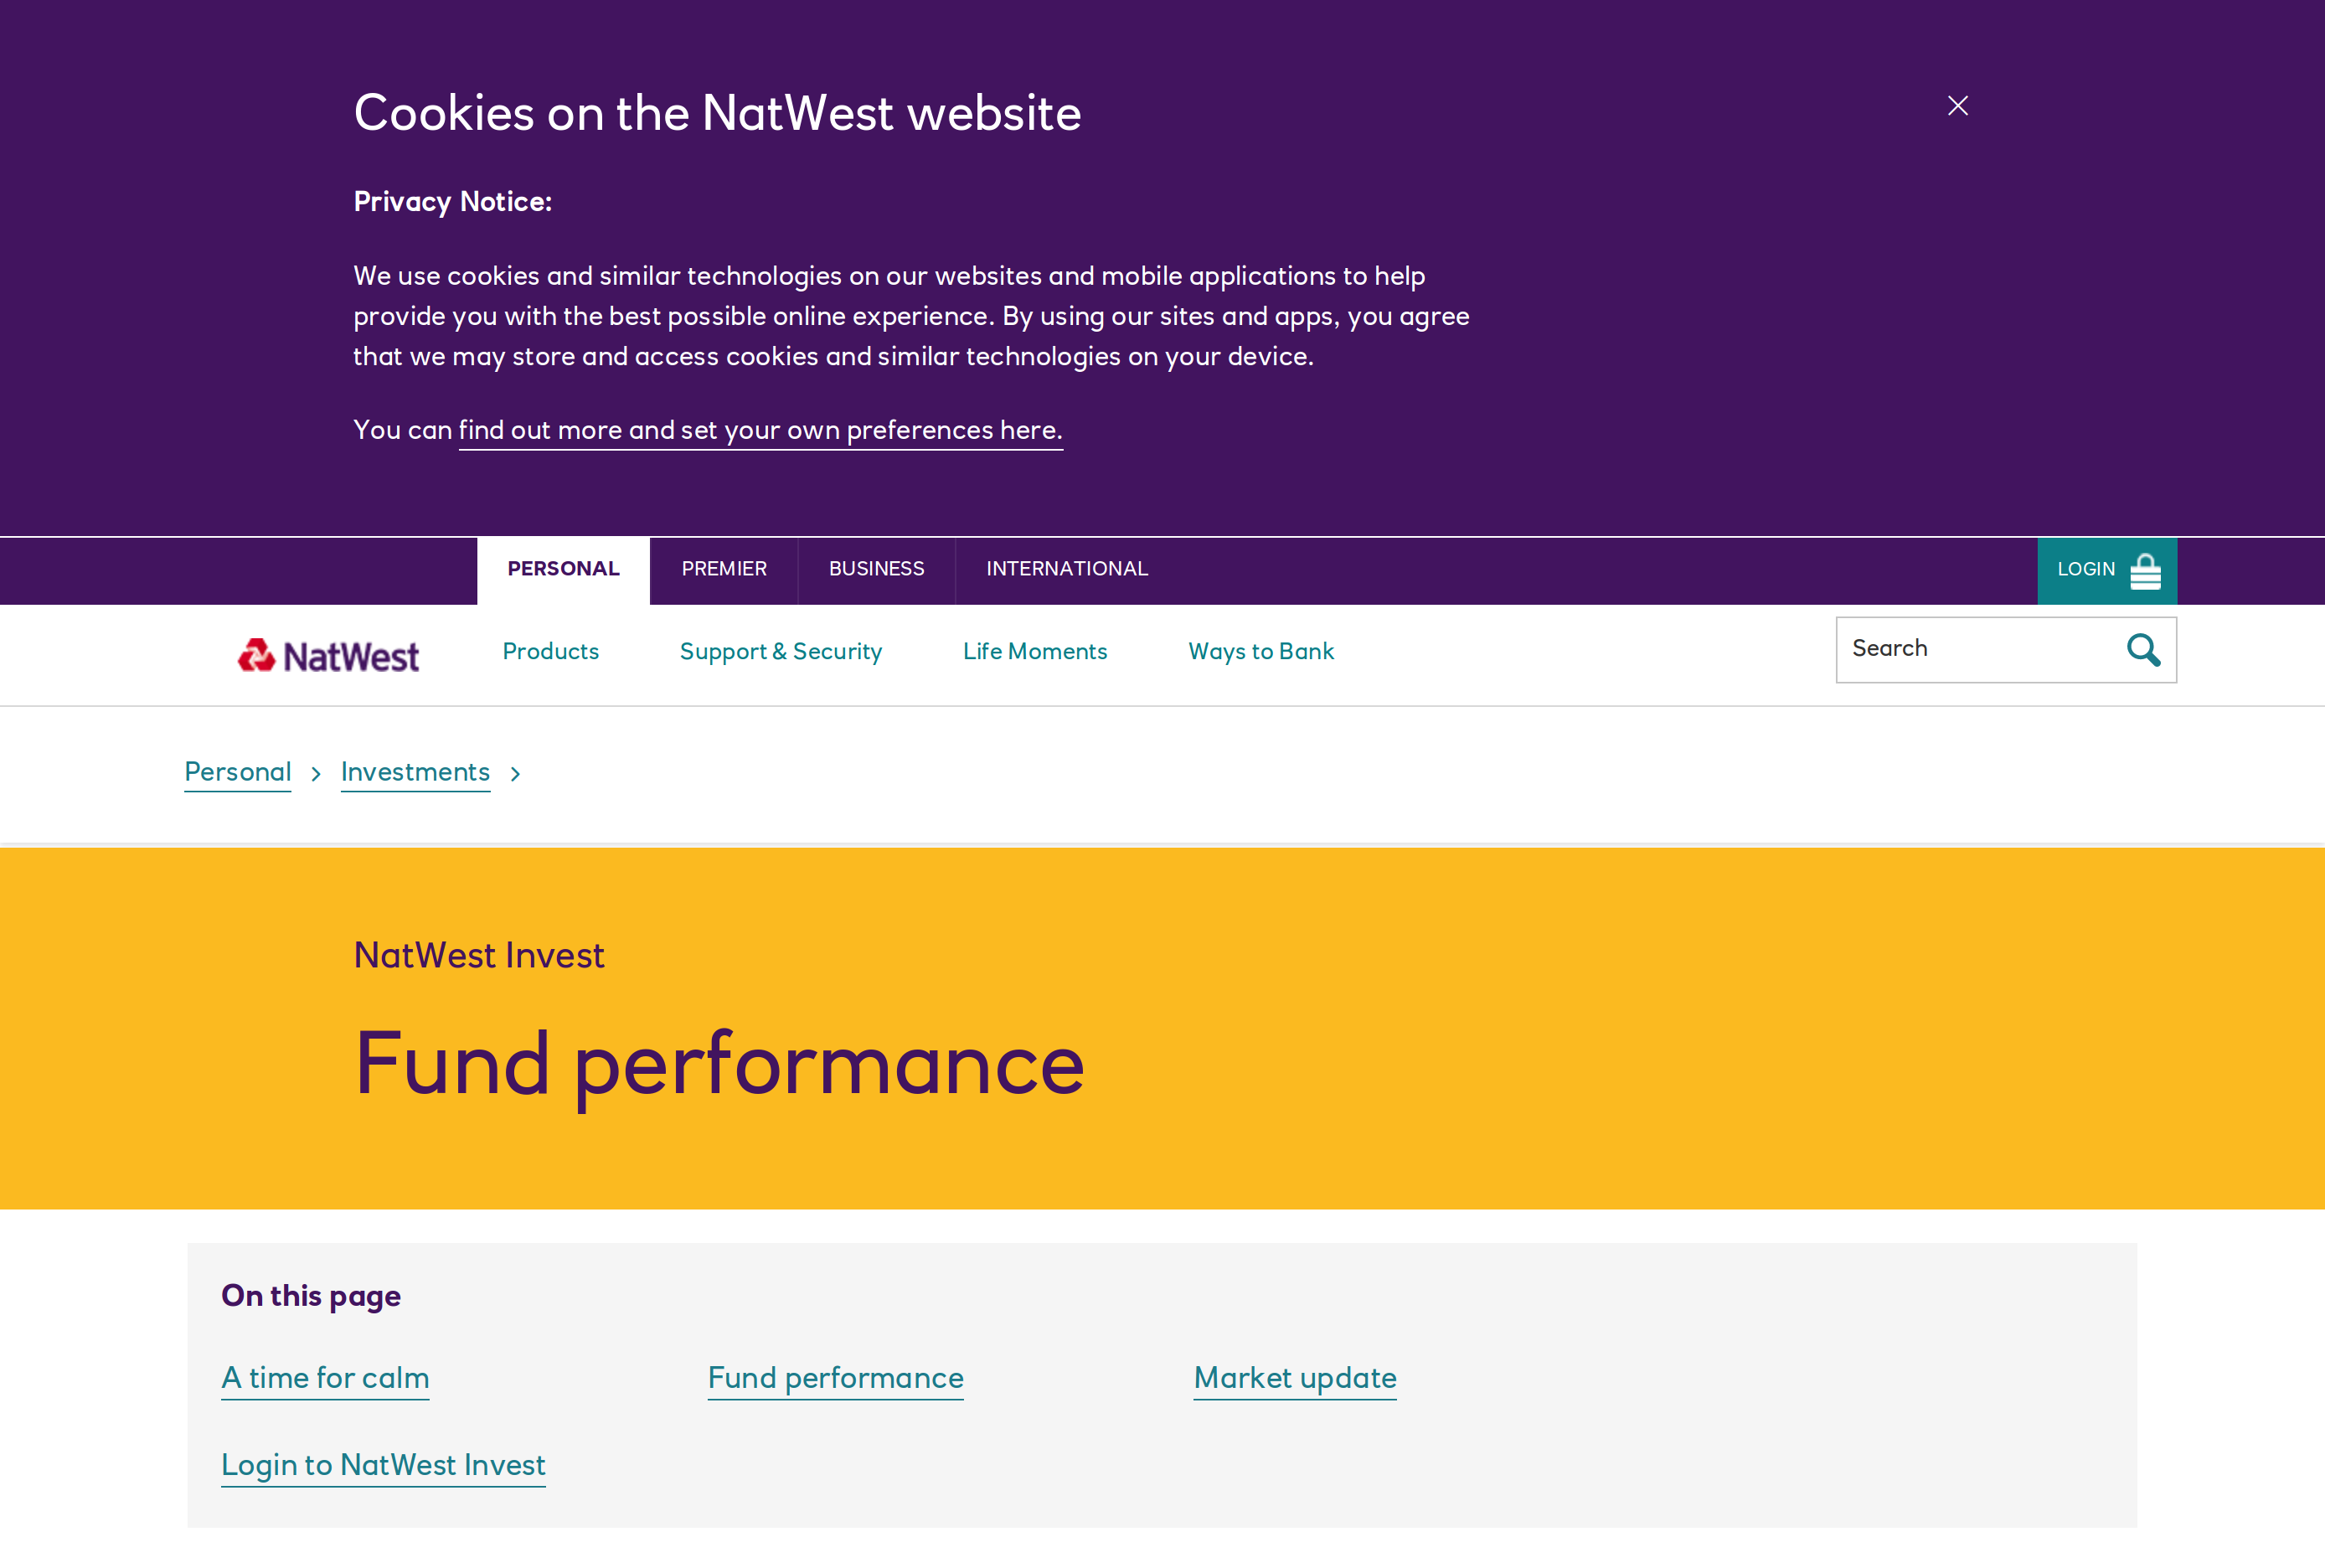 Cookies on the NatWest website
Privacy Notice:
We use cookies and similar technologies on our websites and mobile applications to help
provide you with the best possible online experience. By using our sites and apps, you agree
that we may store and access cookies and similar technologies on your device.
You can find out more and set your own preferences here.
PERSONAL PREMIER BUSINESS INTERNATIONAL LOGIN
NatWest Products Support & Security Life Moments Ways to Bank Search
Personal Investments
NatWest Invest
Fund performance
On this page
A time for calm Fund performance Market update
Login to NatWest Invest